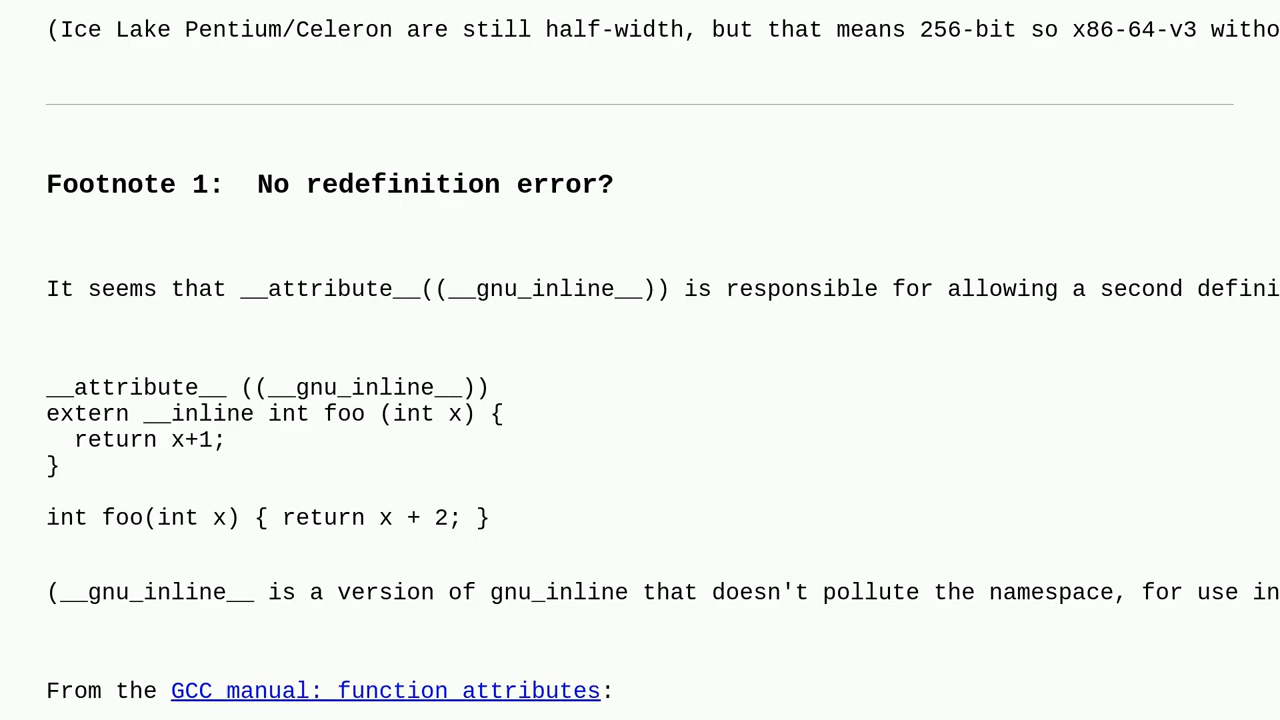 (Ice Lake Pentium/Celeron are still half-width, but that means 256-bit so x86-64-v3 witho
Footnote 1:  No redefinition error?
It seems that __attribute__((__gnu_inline__)) is responsible for allowing a second defini
__attribute__ ((__gnu_inline__))
extern __inline int foo (int x) {
  return x+1;
}
int foo(int x) { return x + 2; }
(__gnu_inline__ is a version of gnu_inline that doesn't pollute the namespace, for use in
From the GCC manual: function attributes: